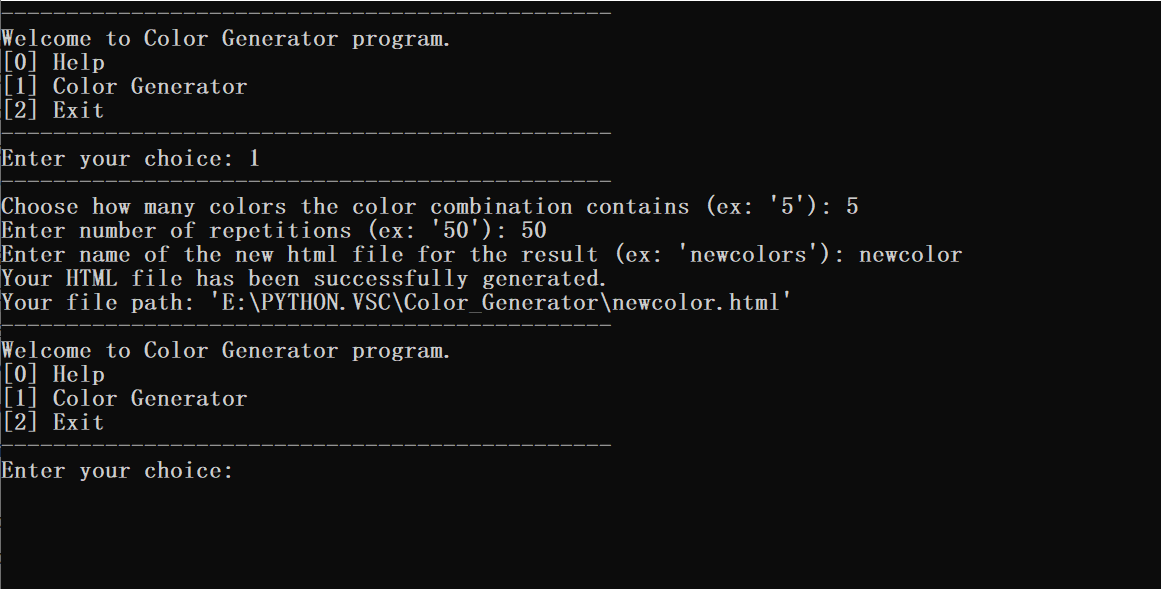 -----------------------------------------------
Welcome to Color Generator program.
[0] Help
[1] Color Generator
[2] Exit
-----------------------------------------------
Enter your choice: 1
-----------------------------------------------
Choose how many colors the color combination contains (ex: '5'): 5
Enter number of repetitions (ex: '50'): 50
Enter name of the new html file for the result (ex: 'newcolors'): newcolor
Your HTML file has been successfully generated.
Your file path: 'E:\PYTHON.VSC\Color_Generator\newcolor.html'
-----------------------------------------------
Welcome to Color Generator program.
[0] Help
[1] Color Generator
[2] Exit
-----------------------------------------------
Enter your choice: